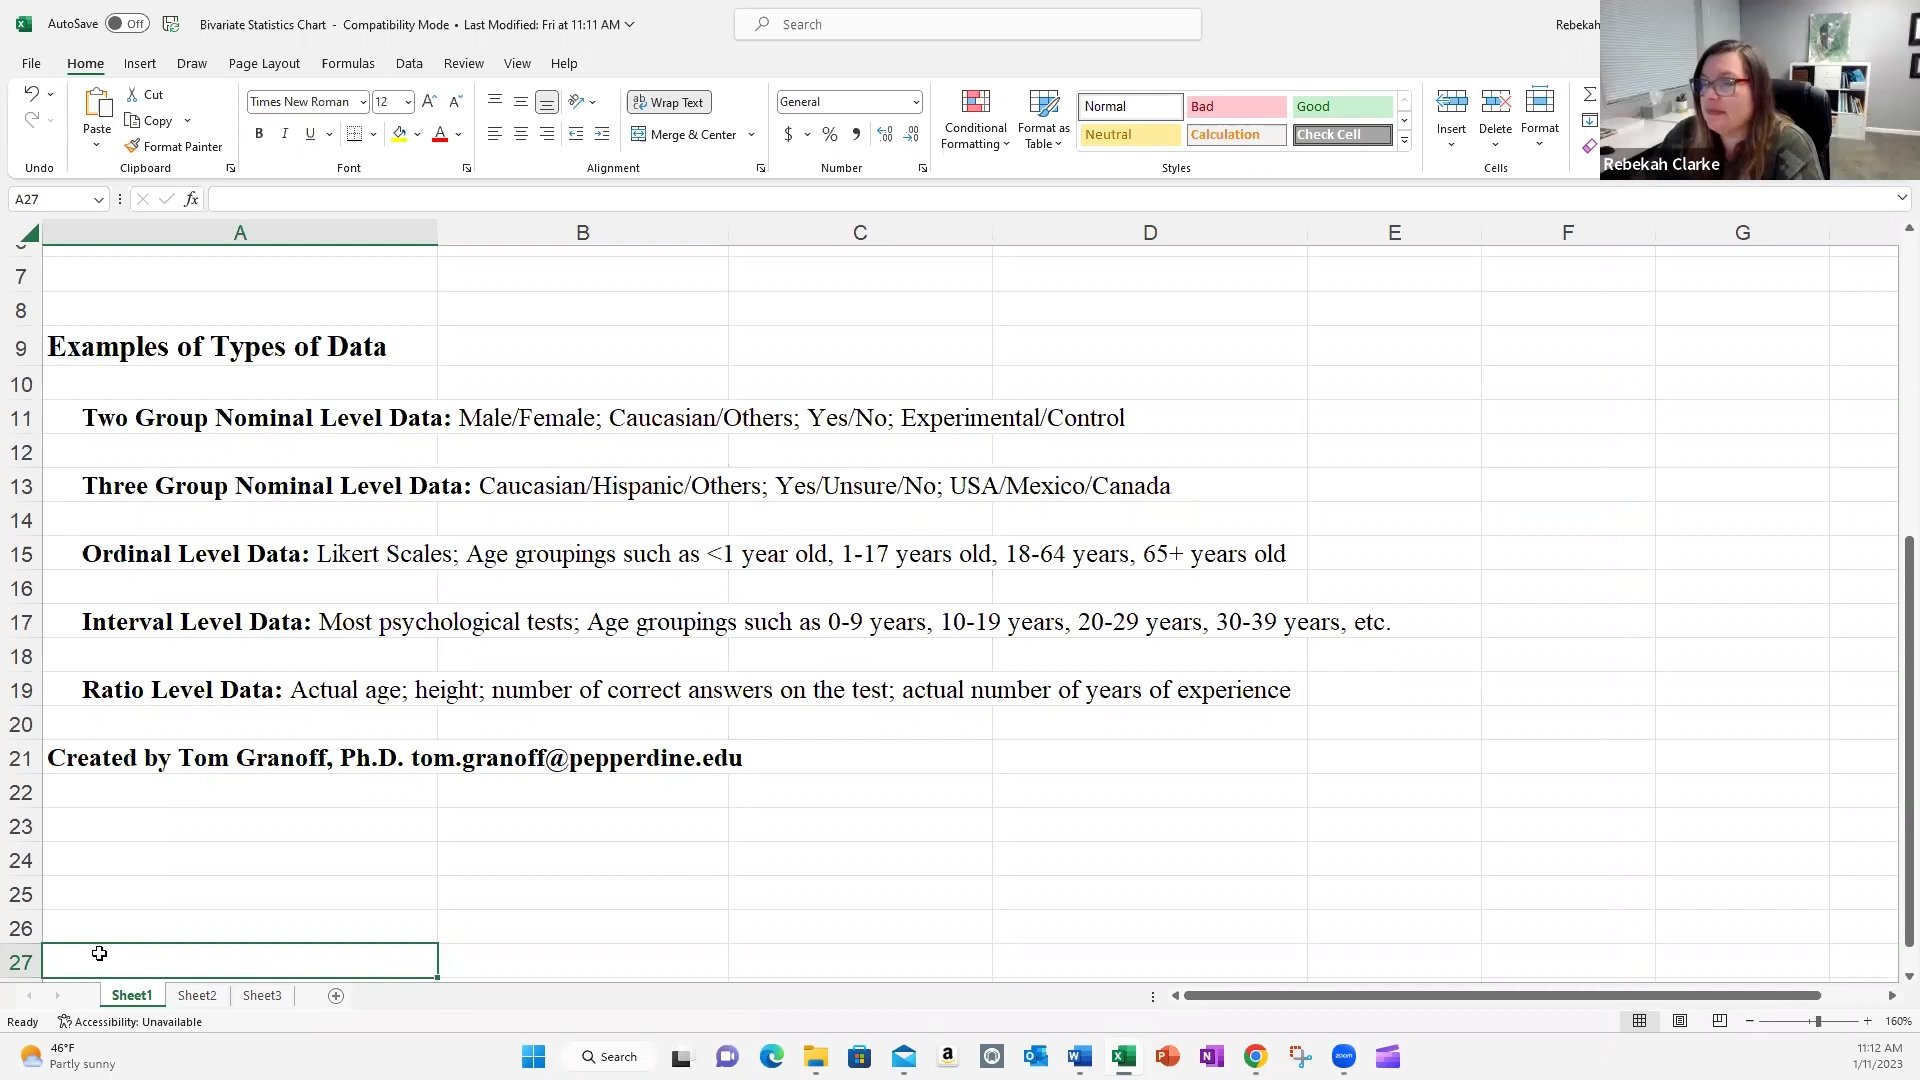 AutoSave Off Bivariate Statistics Chart - Compatibility Mode • Last Modified: Fri at 11:11 AM Search Rebekah
File Home Insert Draw Page Layout Formulas Data Review View Help
Cut
Copy
Format Painter
Paste
Times New Roman 12
B I U
Wrap Text
Merge & Center
General
$ % 9
Conditional Formatting
Format as Table
Normal Bad Good
Neutral Calculation Check Cell
Insert Delete Format
Undo Clipboard Font Alignment Number Styles Cells
Rebekah Clarke
A27 fx
A B C D E F G
7
8
9 Examples of Types of Data
10
11 Two Group Nominal Level Data: Male/Female; Caucasian/Others; Yes/No; Experimental/Control
12
13 Three Group Nominal Level Data: Caucasian/Hispanic/Others; Yes/Unsure/No; USA/Mexico/Canada
14
15 Ordinal Level Data: Likert Scales; Age groupings such as <1 year old, 1-17 years old, 18-64 years, 65+ years old
16
17 Interval Level Data: Most psychological tests; Age groupings such as 0-9 years, 10-19 years, 20-29 years, 30-39 years, etc.
18
19 Ratio Level Data: Actual age; height; number of correct answers on the test; actual number of years of experience
20
21 Created by Tom Granoff, Ph.D. tom.granoff@pepperdine.edu
22
23
24
25
26
27
Sheet1 Sheet2 Sheet3
Ready Accessibility: Unavailable 160%
46°F
Partly sunny
Search
zoom
11:12 AM
1/11/2023